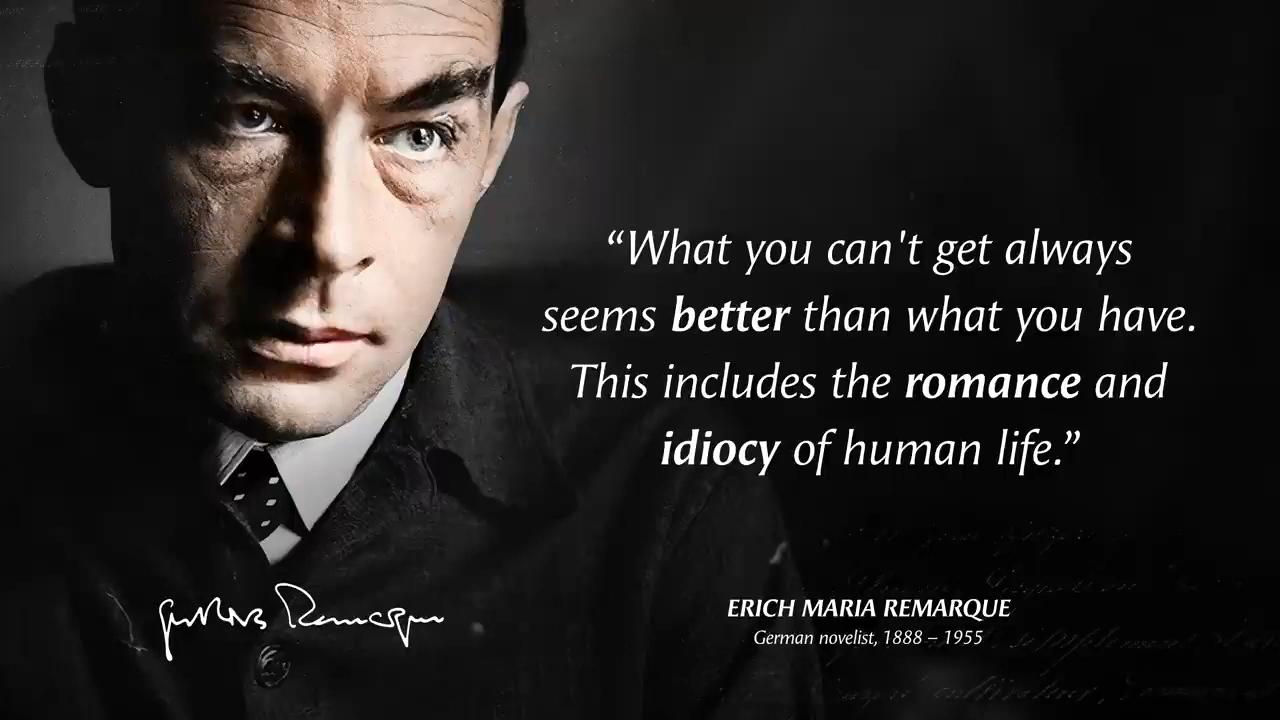 “What you can't get always
seems better than what you have.
This includes the romance and
idiocy of human life.”
Remarque
ERICH MARIA REMARQUE
German novelist, 1888 – 1955